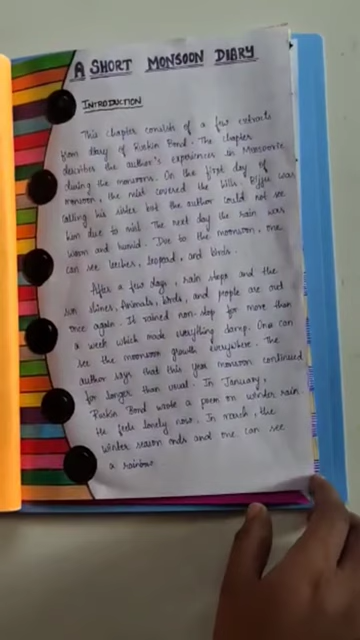 A SHORT MONSOON DIARY
INTRODUCTION
This chapter consists of a few extracts
from diary of Ruskin Bond. The chapter
describes the author's experiences in Mussoorie
during the monsoons. On the first day of
monsoon, the mist covered the hills. Bijju was
calling his sister but the author could not see
him due to mist. The next day the rain was
warm and humid. Due to the monsoon, one
can see leeches, leopard, and birds.
After a few days, rain stops and the
sun shines. Animals, birds, and people are out
once again. It rained non-stop for more than
a week which made everything damp. One can
see the monsoon growth everywhere. The
author says that this year monsoon continued
for longer than usual. In January,
Ruskin Bond wrote a poem on winter rain.
He feels lonely now. In march, the
winter season ends and one can see
a rainbow.